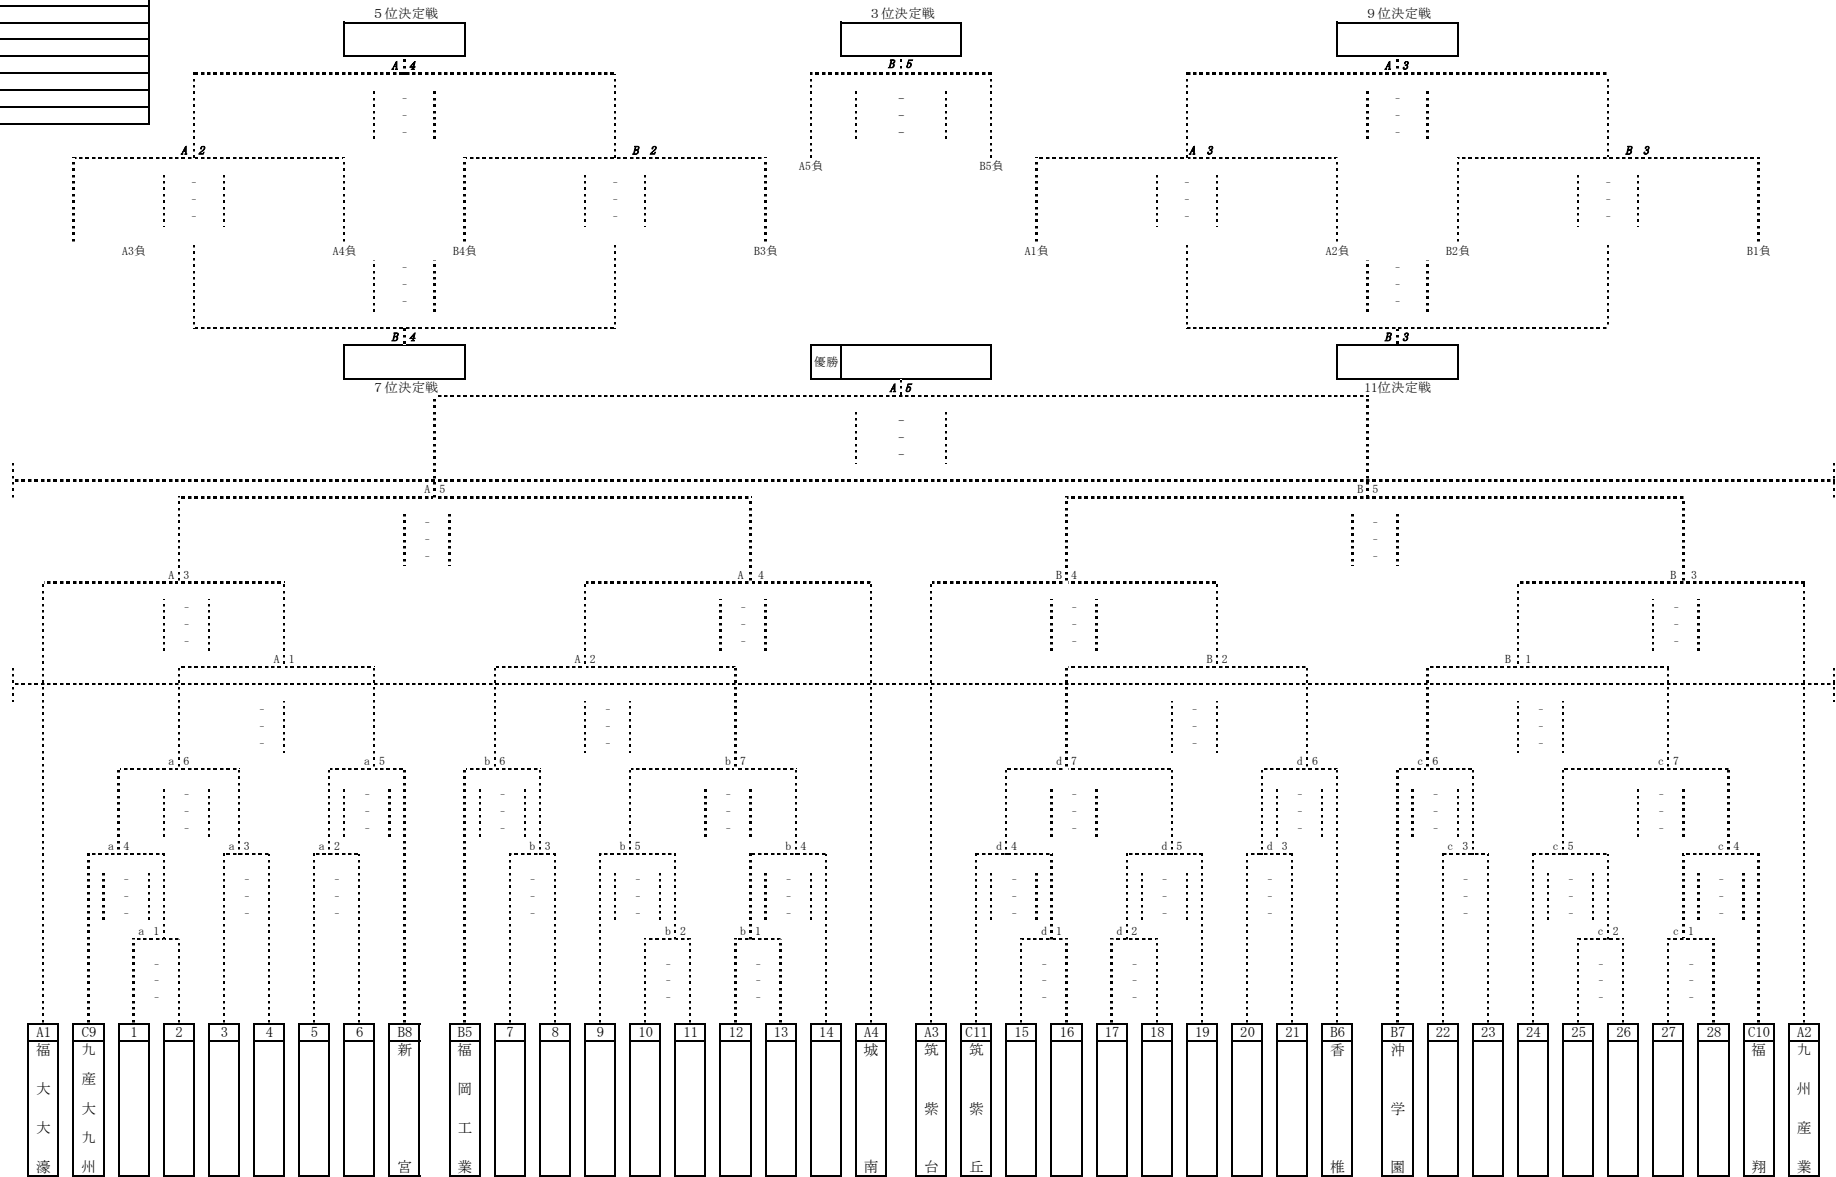 ５位決定戦 ３位決定戦 ９位決定戦
A 4 B 5 A 3
- - -
- - -
- - -
A 2 B 2 A 3 B 3
A5負 B5負
- - - -
- - - -
- - - -
A3負 A4負 B4負 B3負 A1負 A2負 B2負 B1負
- -
- -
- -
B 4 B 3
優勝
７位決定戦 A 5 11位決定戦
-
-
-
A 5 B 5
- -
- -
- -
A 3 A 4 B 4 B 3
- - - -
- - - -
- - - -
A 1 A 2 B 2 B 1
- - - -
- - - -
- - - -
a 6 a 5 b 6 b 7 d 7 d 6 c 6 c 7
- - - - - - - -
- - - - - - - -
- - - - - - - -
a 4 a 3 a 2 b 3 b 5 b 4 d 4 d 5 d 3 c 3 c 5 c 4
- - - - - - - - - - - -
- - - - - - - - - - - -
- - - - - - - - - - - -
a 1 b 2 b 1 d 1 d 2 c 2 c 1
- - - - - - -
- - - - - - -
- - - - - - -
A1 C9 1 2 3 4 5 6 B8 B5 7 8 9 10 11 12 13 14 A4 A3 C11 15 16 17 18 19 20 21 B6 B7 22 23 24 25 26 27 28 C10 A2
福大大濠
九産大九州
新宮
福岡工業
城南
筑紫台
筑紫丘
香椎
沖学園
福翔
九州産業